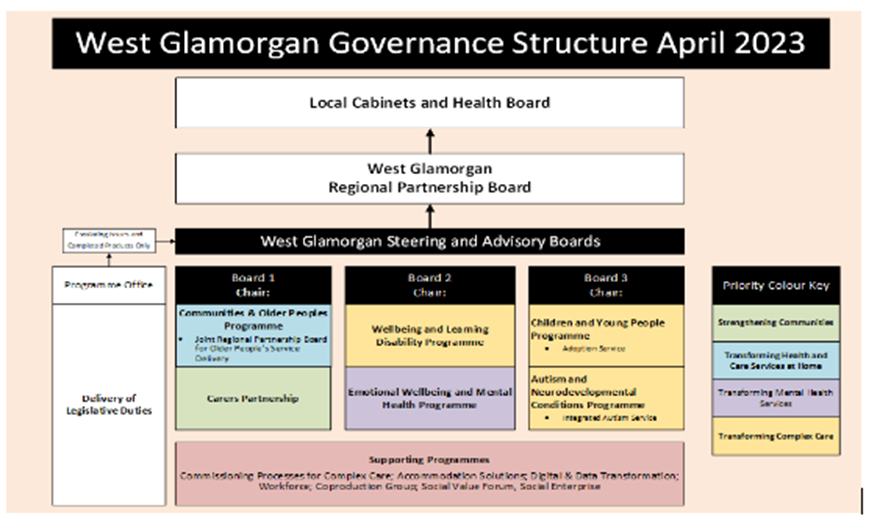 West Glamorgan Governance Structure April 2023
Local Cabinets and Health Board
West Glamorgan
Regional Partnership Board
West Glamorgan Steering and Advisory Boards
Issues and
Completed Products Only
Programme Office
Delivery of
Legislative Duties
Board 1
Chair:
Communities & Older Peoples
Programme
• Joint Regional Partnership Board
for Older People's Service
Delivery
Carers Partnership
Board 2
Chair:
Wellbeing and Learning
Disability Programme
Emotional Wellbeing and Mental
Health Programme
Board 3
Chair:
Children and Young People
Programme
• Adoption Service
Autism and
Neurodevelopmental
Conditions Programme
• Integrated Autism Service
Priority Colour Key
Strengthening Communities
Transforming Health and
Care Services at Home
Transforming Mental Health
Services
Transforming Complex Care
Supporting Programmes
Commissioning Processes for Complex Care; Accommodation Solutions; Digital & Data Transformation;
Workforce; Coproduction Group; Social Value Forum, Social Enterprise